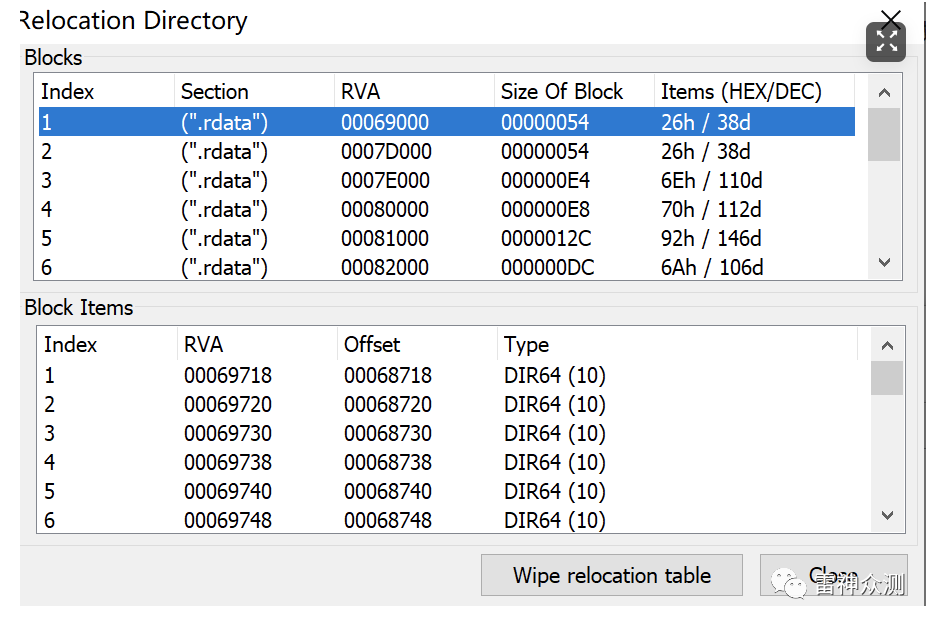 Relocation Directory
Blocks
Index Section RVA Size Of Block Items (HEX/DEC)
1 (".rdata") 00069000 00000054 26h / 38d
2 (".rdata") 0007D000 00000054 26h / 38d
3 (".rdata") 0007E000 000000E4 6Eh / 110d
4 (".rdata") 00080000 000000E8 70h / 112d
5 (".rdata") 00081000 0000012C 92h / 146d
6 (".rdata") 00082000 000000DC 6Ah / 106d
Block Items
Index RVA Offset Type
1 00069718 00068718 DIR64 (10)
2 00069720 00068720 DIR64 (10)
3 00069730 00068730 DIR64 (10)
4 00069738 00068738 DIR64 (10)
5 00069740 00068740 DIR64 (10)
6 00069748 00068748 DIR64 (10)
Wipe relocation table Close
雷神众测